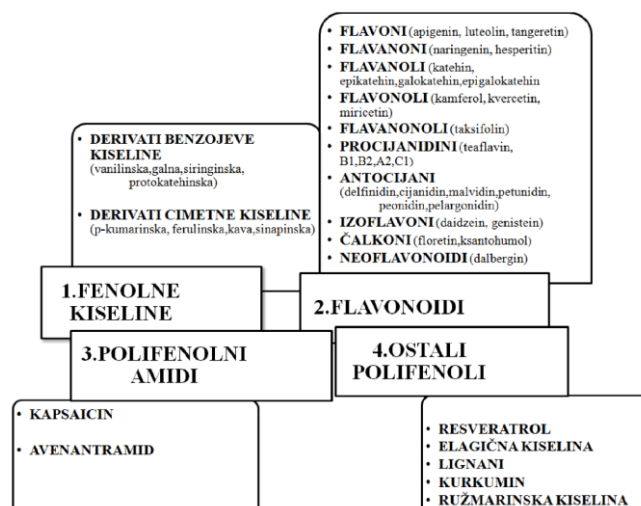 • DERIVATI BENZOJEVE
KISELINE
(vanilinska,galna,siringinska,
protokatehinska)
• DERIVATI CIMETNE KISELINE
(p-kumarinska, ferulinska,kava,sinapinska)
1.FENOLNE
KISELINE
• FLAVONI (apigenin, luteolin, tangeretin)
• FLAVANONI (naringenin, hesperitin)
• FLAVANOLI (katehin,
epikatehin,galokatehin,epigalokatehin
• FLAVONOLI (kamferol, kvercetin,
miricetin)
• FLAVANONOLI (taksifolin)
• PROCIJANIDINI (teaflavin,
B1,B2,A2,C1)
• ANTOCIJANI
(delfinidin,cijanidin,malvidin,petunidin,
peonidin,pelargonidin)
• IZOFLAVONI (daidzein, genistein)
• ČALKONI (floretin,ksantohumol)
• NEOFLAVONOIDI (dalbergin)
2.FLAVONOIDI
3.POLIFENOLNI
AMIDI
• KAPSAICIN
• AVENANTRAMID
4.OSTALI
POLIFENOLI
• RESVERATROL
• ELAGIČNA KISELINA
• LIGNANI
• KURKUMIN
• RUŽMARINSKA KISELINA